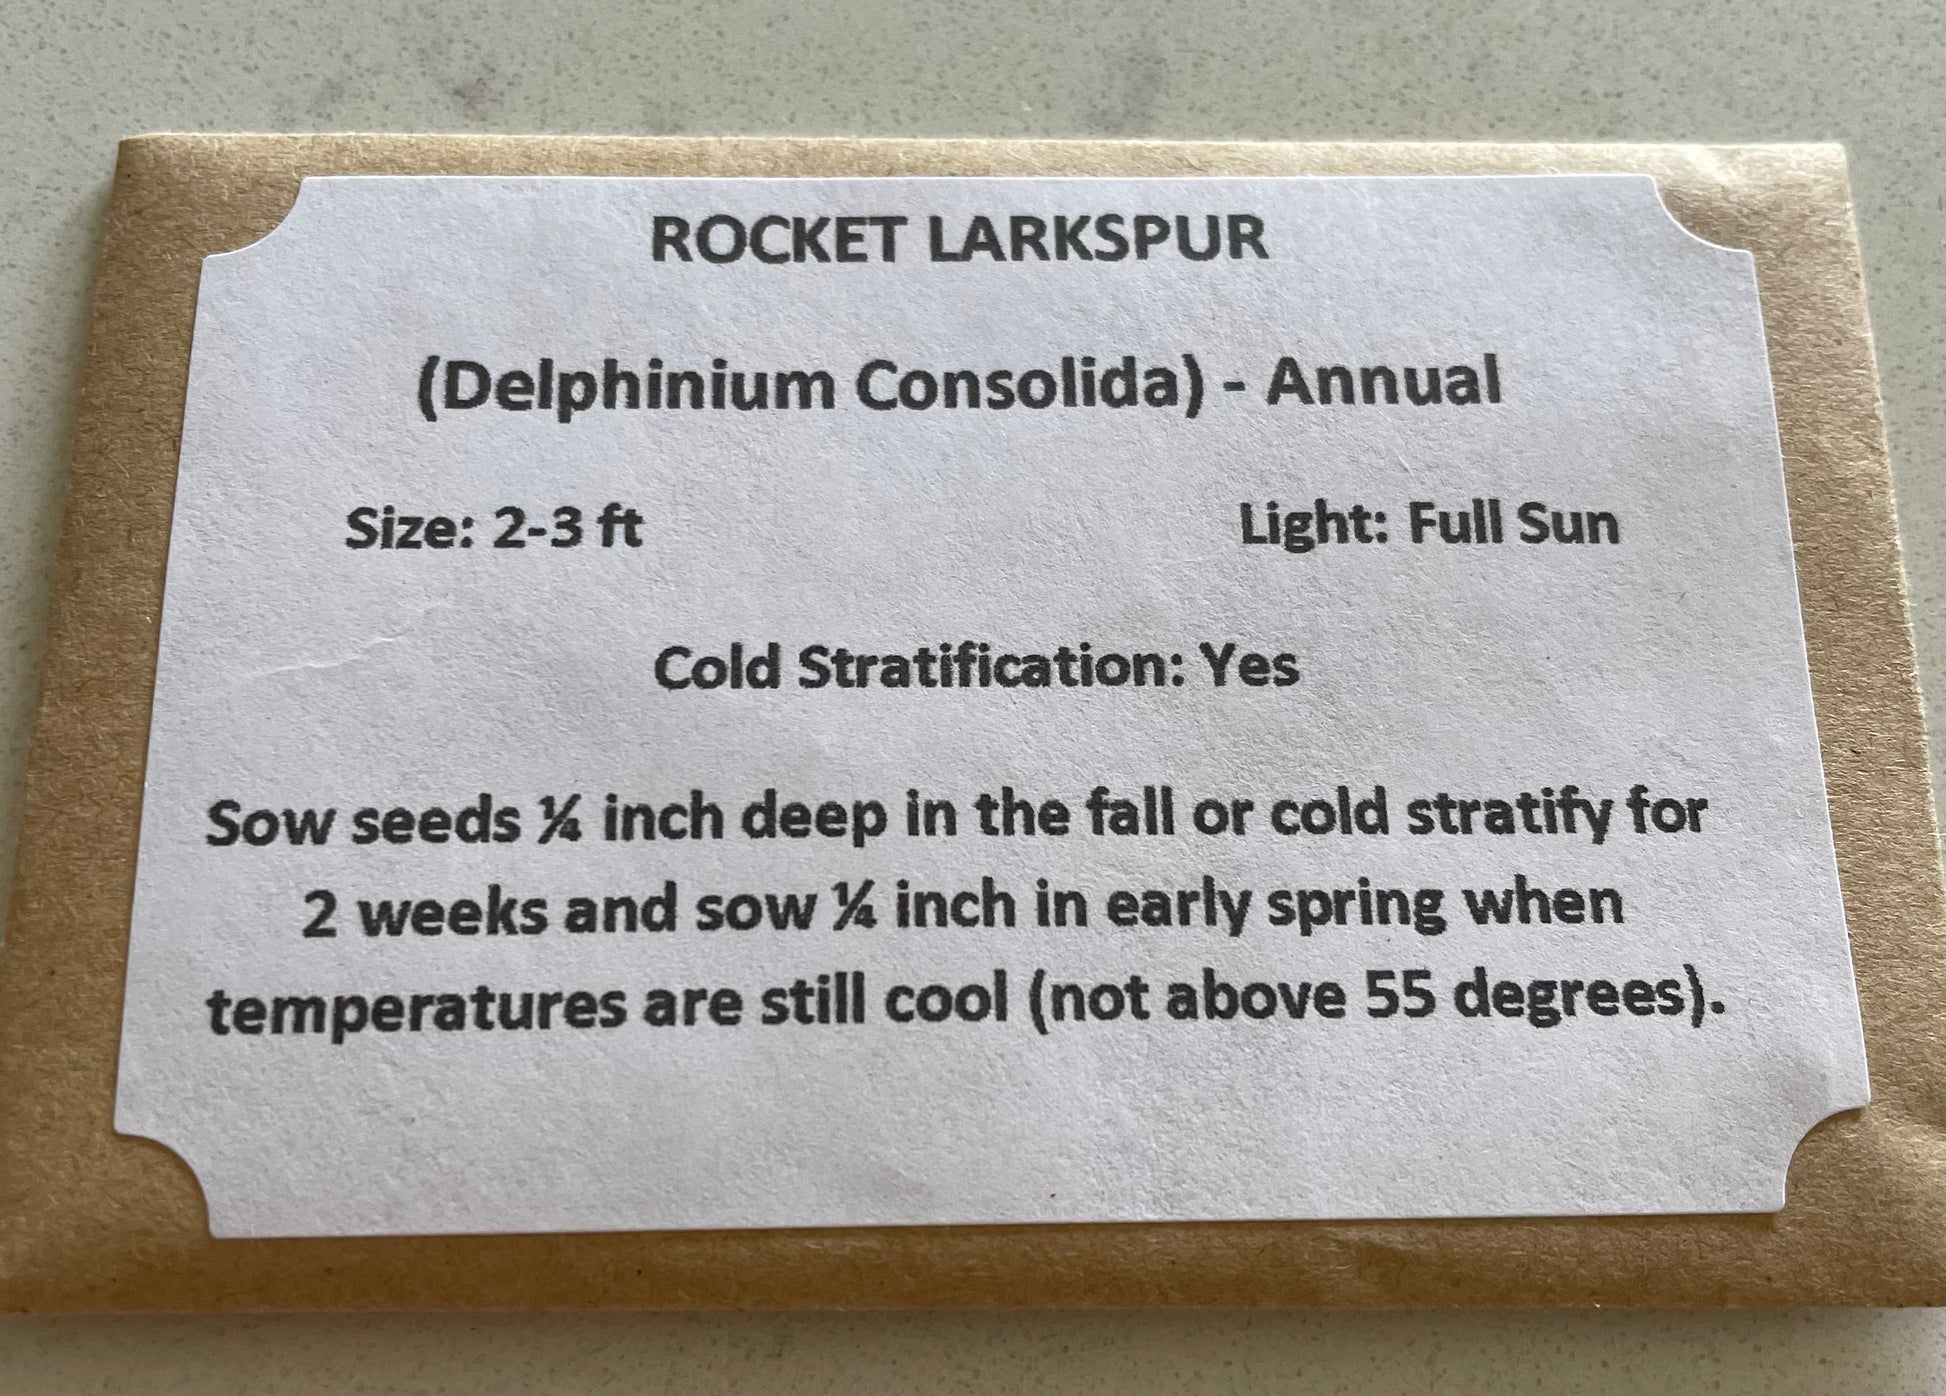 ROCKET LARKSPUR
(Delphinium Consolida) - Annual
Size: 2-3 ft Light: Full Sun
Cold Stratification: Yes
Sow seeds ¼ inch deep in the fall or cold stratify for
2 weeks and sow ¼ inch in early spring when
temperatures are still cool (not above 55 degrees).